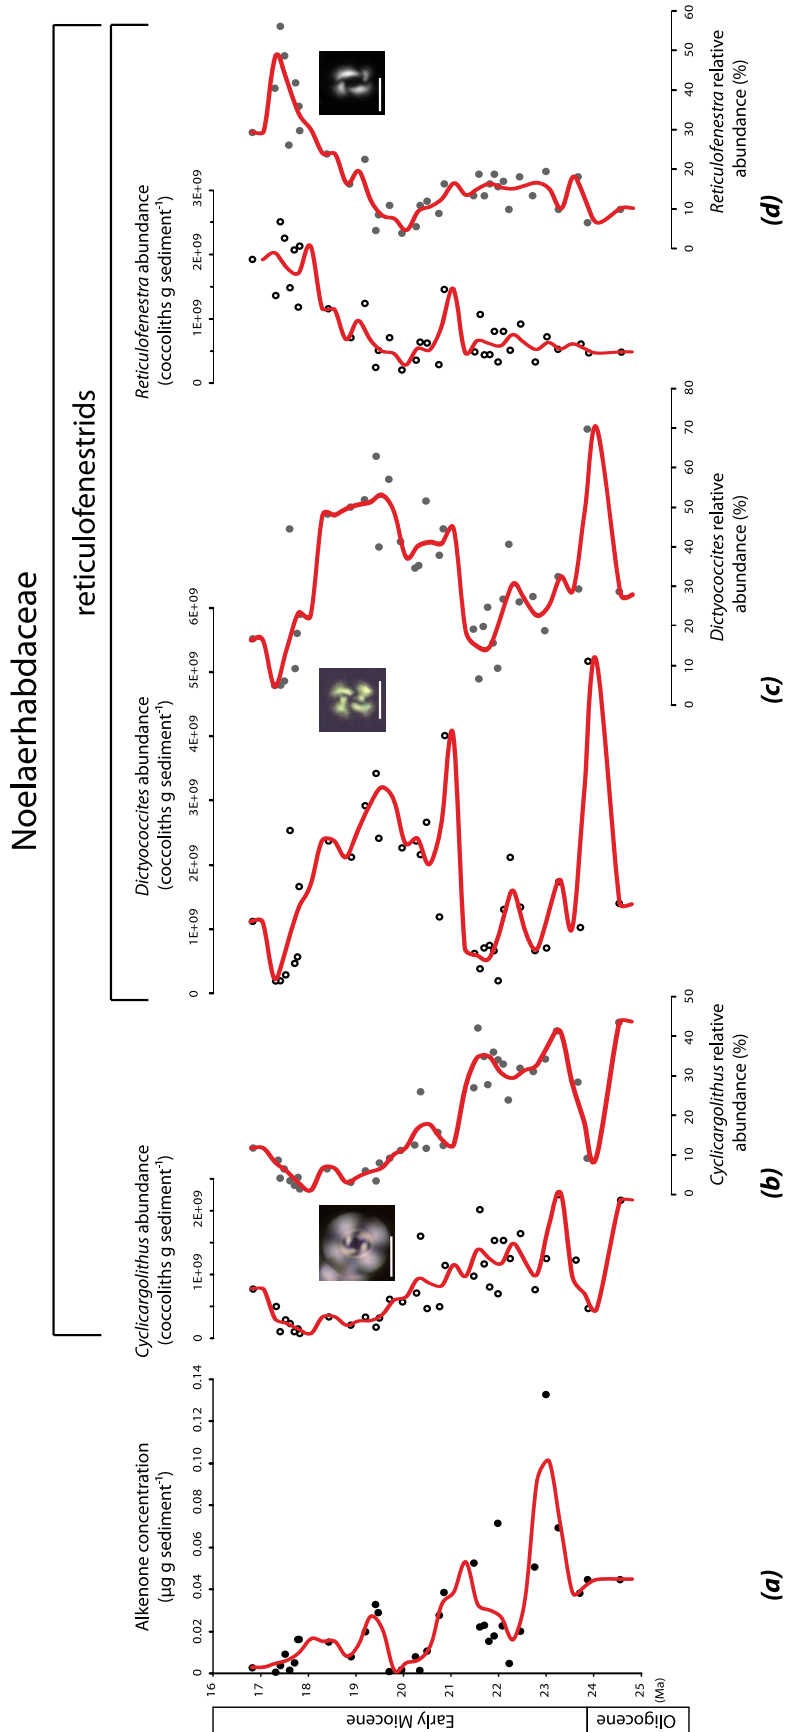 Noelaerhabdaceae
reticulofenestrids
Alkenone concentration
(µg g sediment-1)
Cyclicargolithus abundance
(coccoliths g sediment-1)
Dictyococcites abundance
(coccoliths g sediment-1)
Reticulofenestra abundance
(coccoliths g sediment-1)
0 0.02 0.04 0.06 0.08 0.10 0.12 0.14
0 1E+09 2E+09
0 1E+09 2E+09 3E+09 4E+09 5E+09 6E+09
0 1E+09 2E+09 3E+09
16
17
18
19
20
21
22
23
24
25
(Ma)
Early Miocene
Oligocene
0 10 20 30 40 50
Cyclicargolithus relative
abundance (%)
0 10 20 30 40 50 60 70 80
Dictyococcites relative
abundance (%)
0 10 20 30 40 50 60
Reticulofenestra relative
abundance (%)
(a)
(b)
(c)
(d)